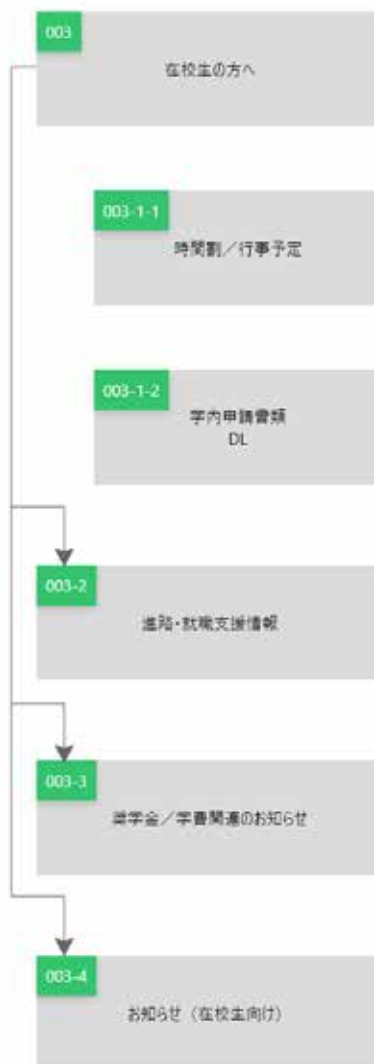 003
在校生の方へ
003-1-1
時間割／行事予定
003-1-2
学内申請書類
DL
003-2
進路・就職支援情報
003-3
奨学金／学費関連のお知らせ
003-4
お知らせ（在校生向け）